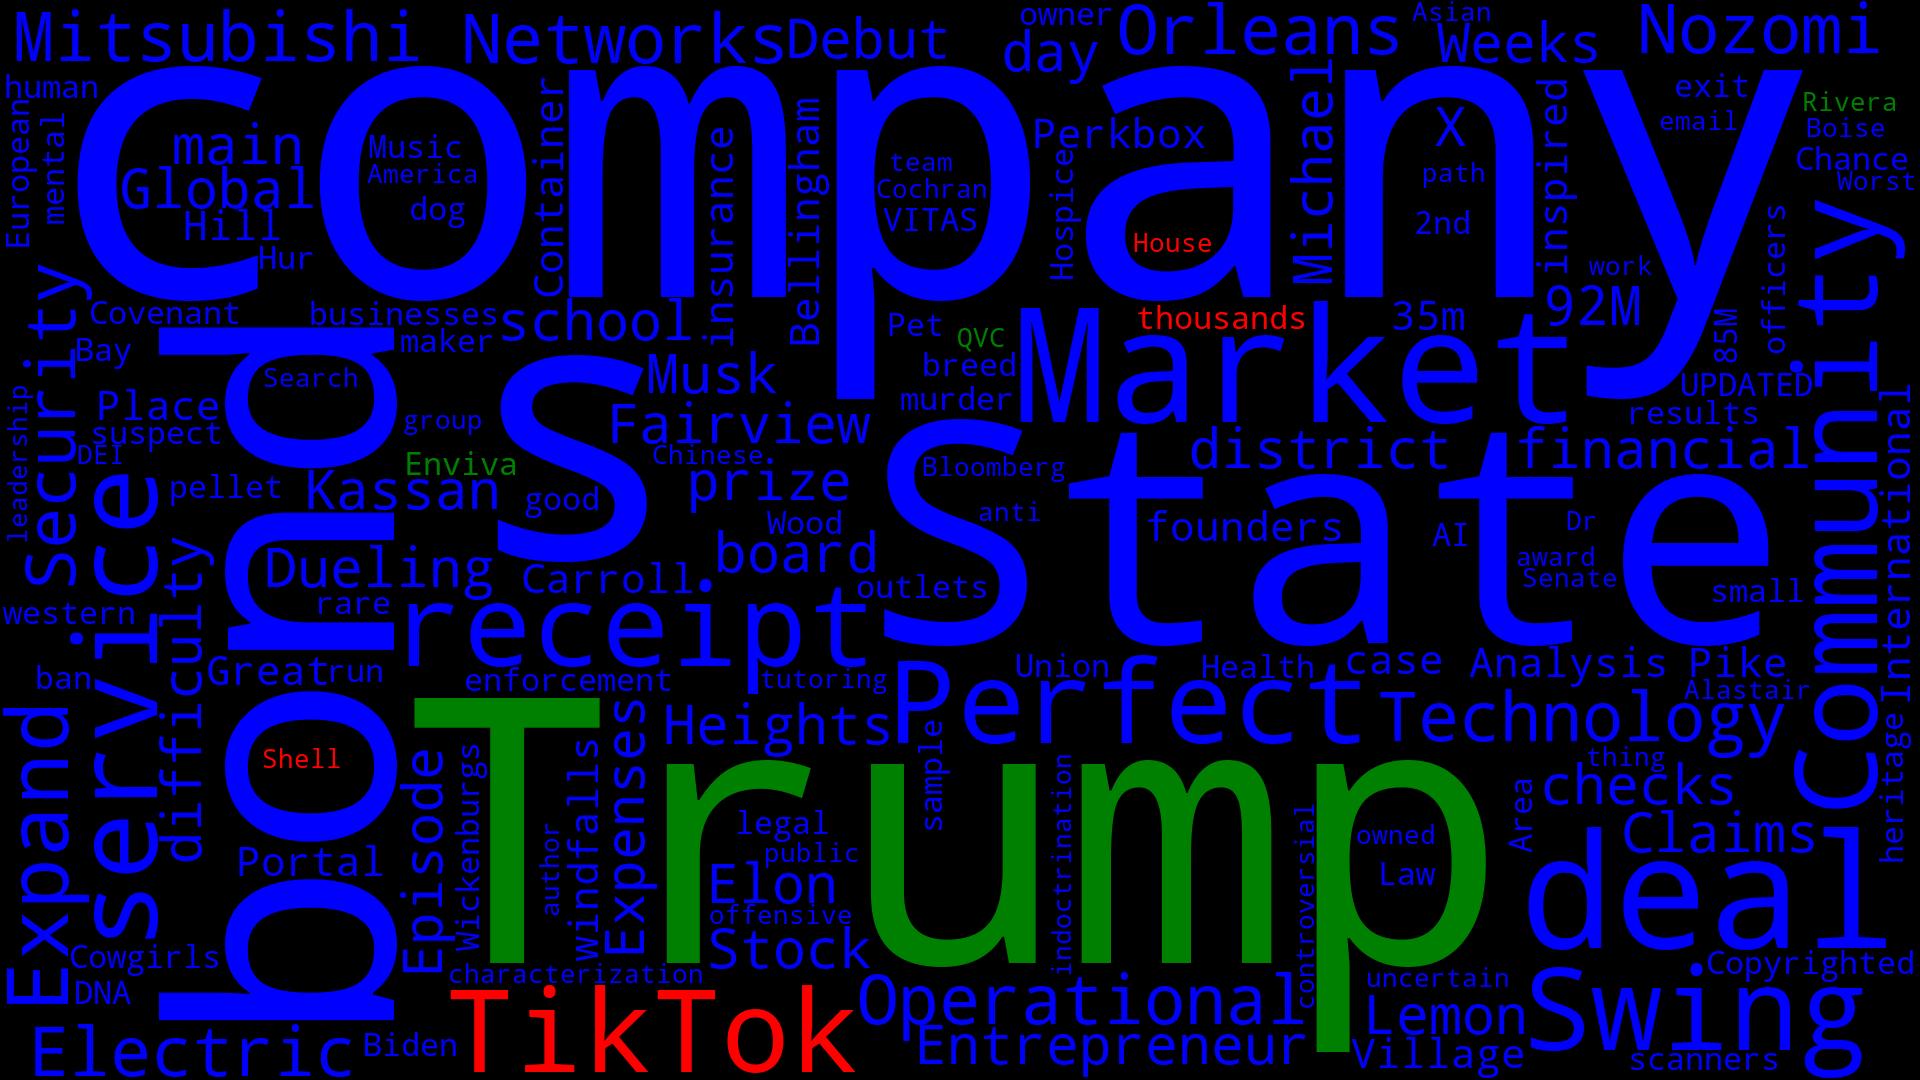 Mitsubishi
Networks
Debut
owner
day
Orleans
Asian
Weeks
Nozomi
human
company
exit
email
Rivera
Boise
Chance
Worst
European
mental
main
Global
Hill
Hur
Music
America
dog
Container
insurance
Bellingham
team
Cochran
VITAS
Perkbox
Hospice
House
Michael
X
path
2nd
inspired
work
92M
officers
Community
security
Covenant
Bay
businesses
maker
school
Pet
QVC
breed
murder
Market
thousands
35m
85M
UPDATED
results
leadership
Place
suspect
DEI
pellet
service
bond
Search
group
Enviva
Kassan
s
good
Musk
Fairview
Chinese
prize
Wood
board
State
Bloomberg
anti
district
financial
founders
AI
Dr
award
Senate
small
International
western
difficulty
Dueling
rare
Carroll
outlets
receipt
ban
Great
run
enforcement
tutoring
Union
Health
case
Analysis
Pike
Alastair
Expand
Shell
Trump
Heights
Perfect
Technology
thing
checks
Area
heritage
Portal
Episode
Wickenburgs
author
windfalls
Expenses
legal
public
Elon
offensive
Stock
sample
indoctrination
controversial
owned
Law
Claims
deal
Cowgirls
DNA
characterization
uncertain
Copyrighted
Electric
Biden
TikTok
Operational
Entrepreneur
Lemon
Village
Swing
scanners